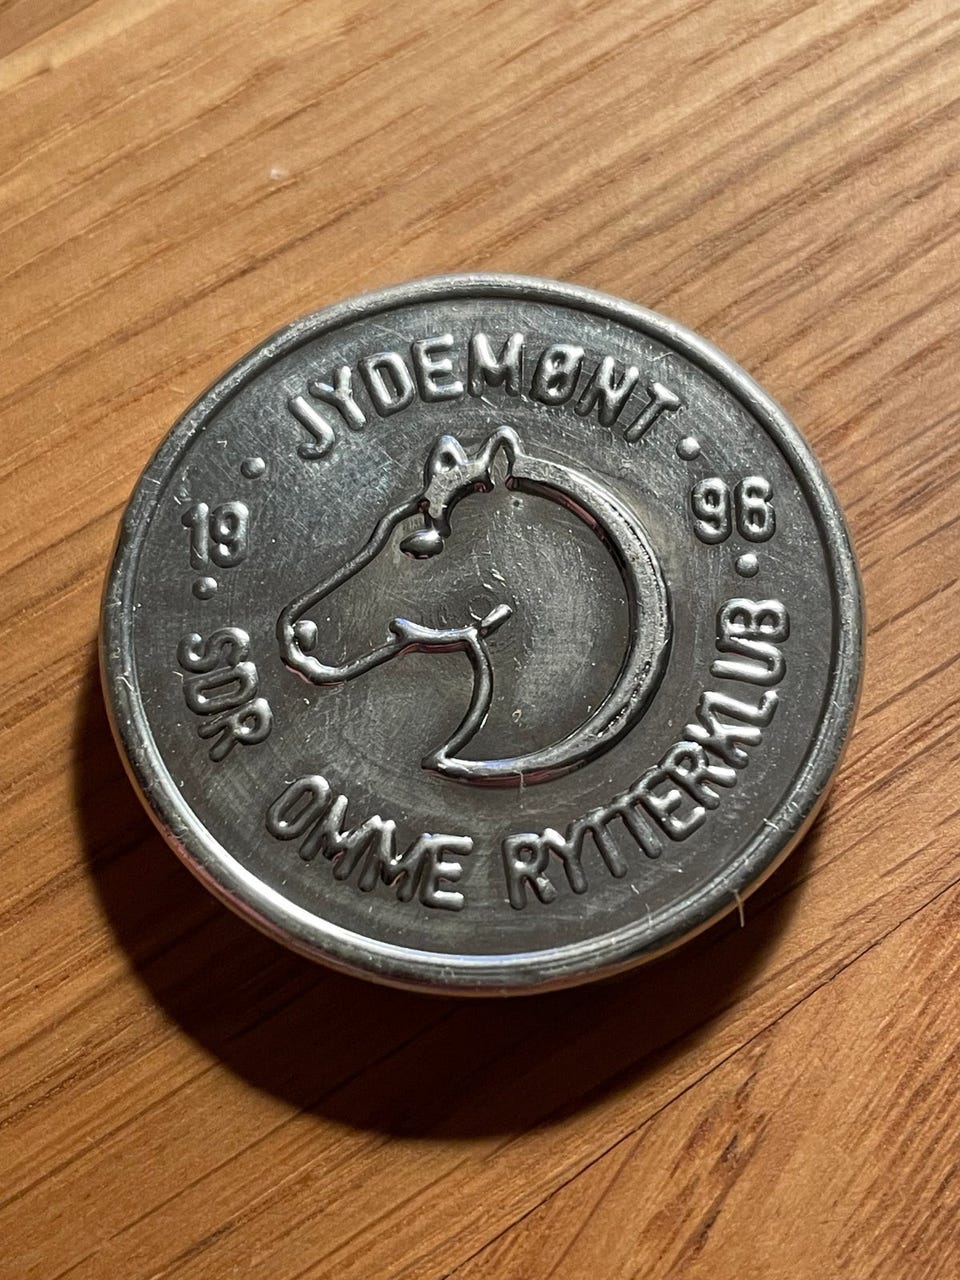 JYDEMØNT
19 96
SDR OMME RYTTERKLUB